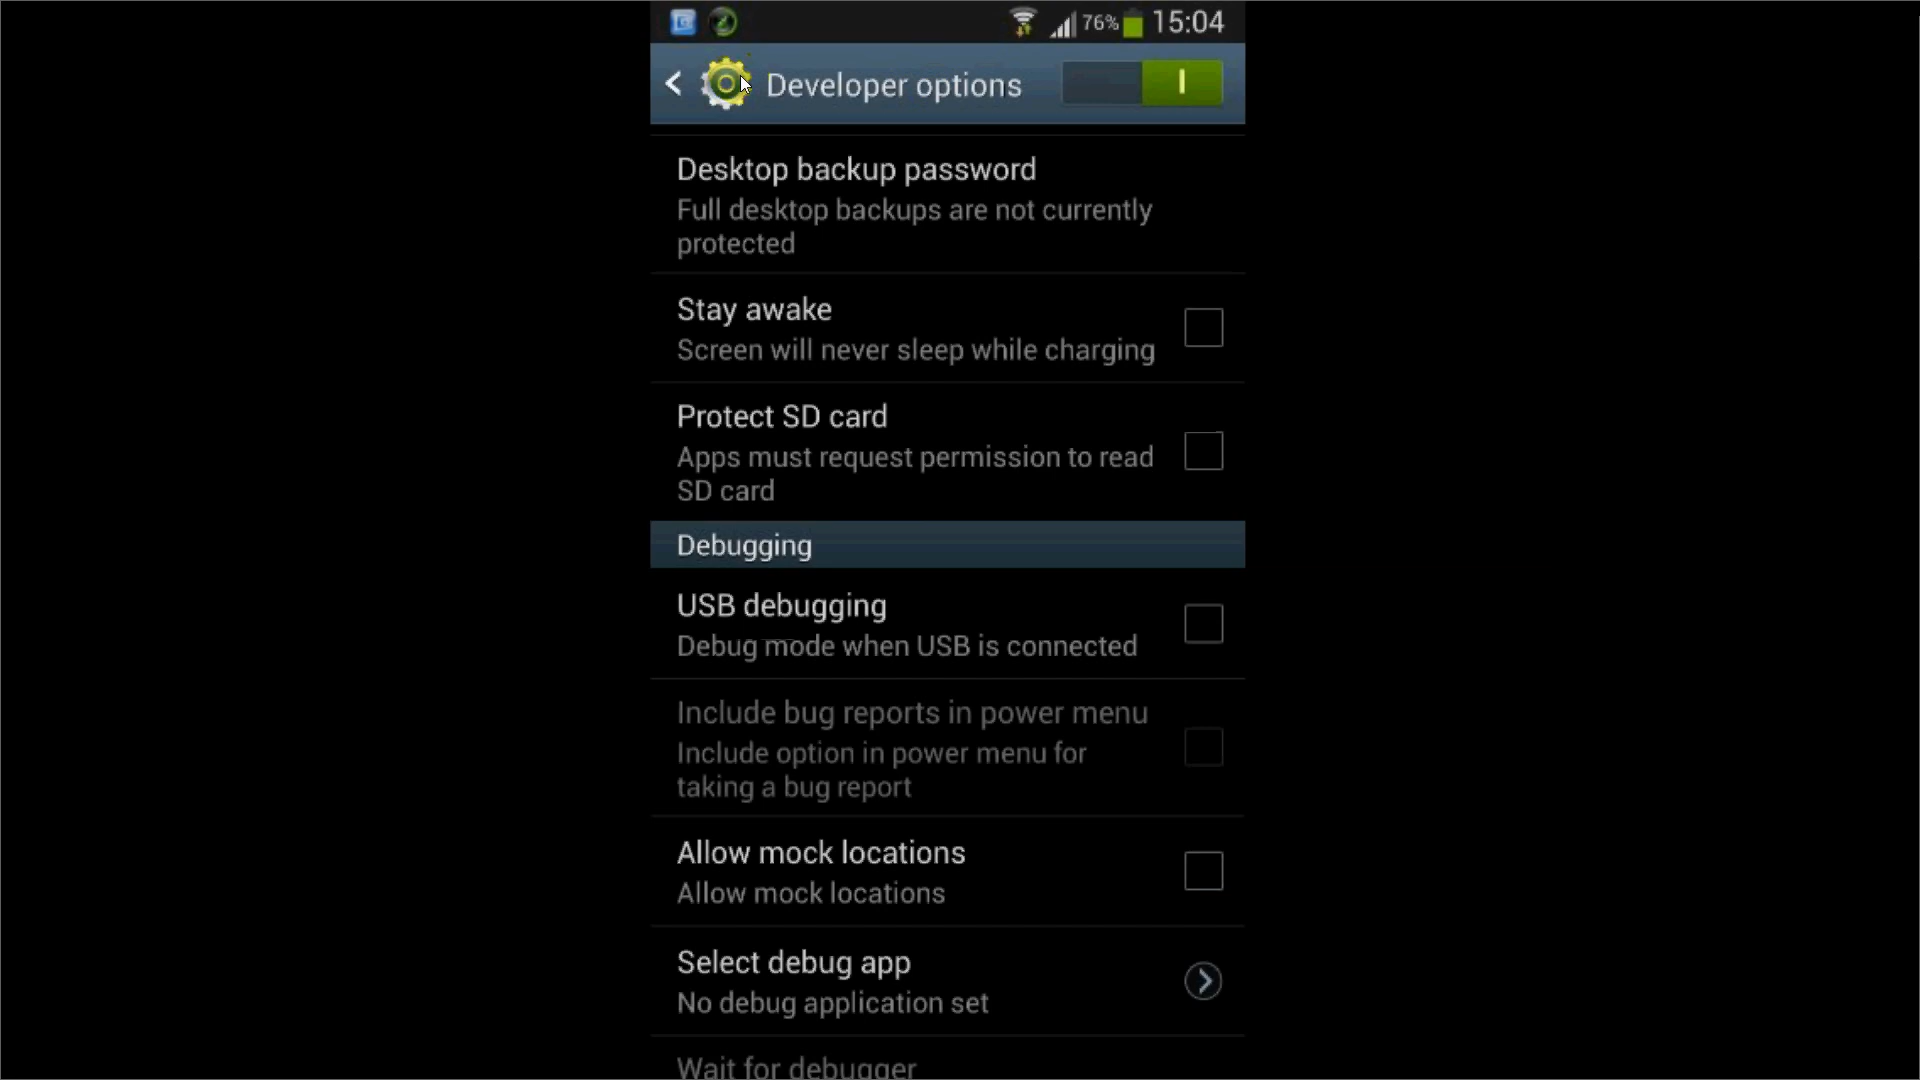 76% 15:04
Developer options
Desktop backup password
Full desktop backups are not currently
protected
Stay awake
Screen will never sleep while charging
Protect SD card
Apps must request permission to read
SD card
Debugging
USB debugging
Debug mode when USB is connected
Include bug reports in power menu
Include option in power menu for
taking a bug report
Allow mock locations
Allow mock locations
Select debug app
No debug application set
Wait for debugger